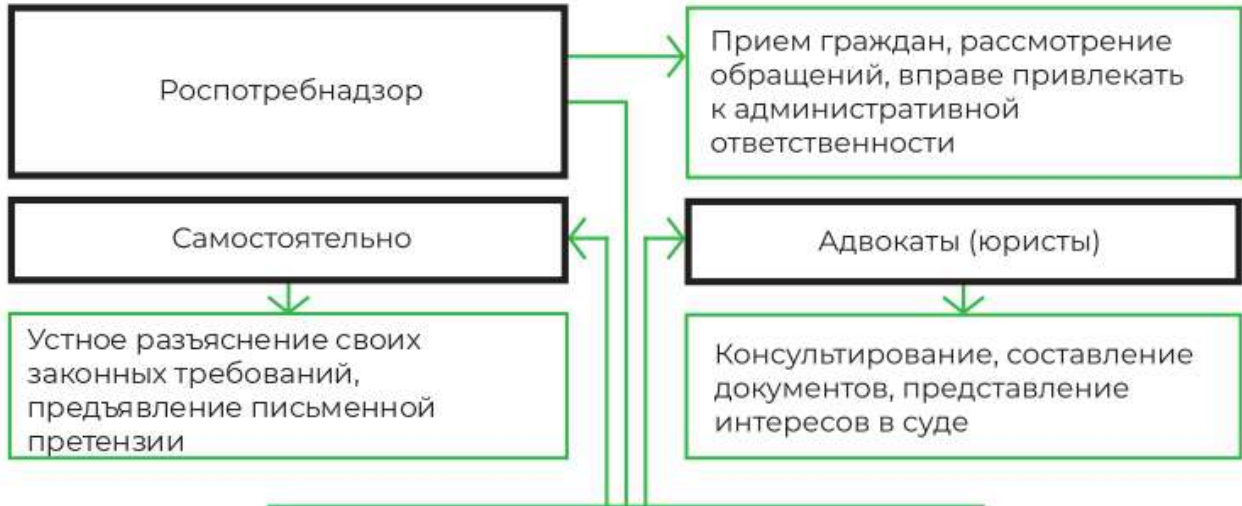 Роспотребнадзор
Прием граждан, рассмотрение
обращений, вправе привлекать
к административной
ответственности
Самостоятельно
Адвокаты (юристы)
Устное разъяснение своих
законных требований,
предъявление письменной
претензии
Консультирование, составление
документов, представление
интересов в суде